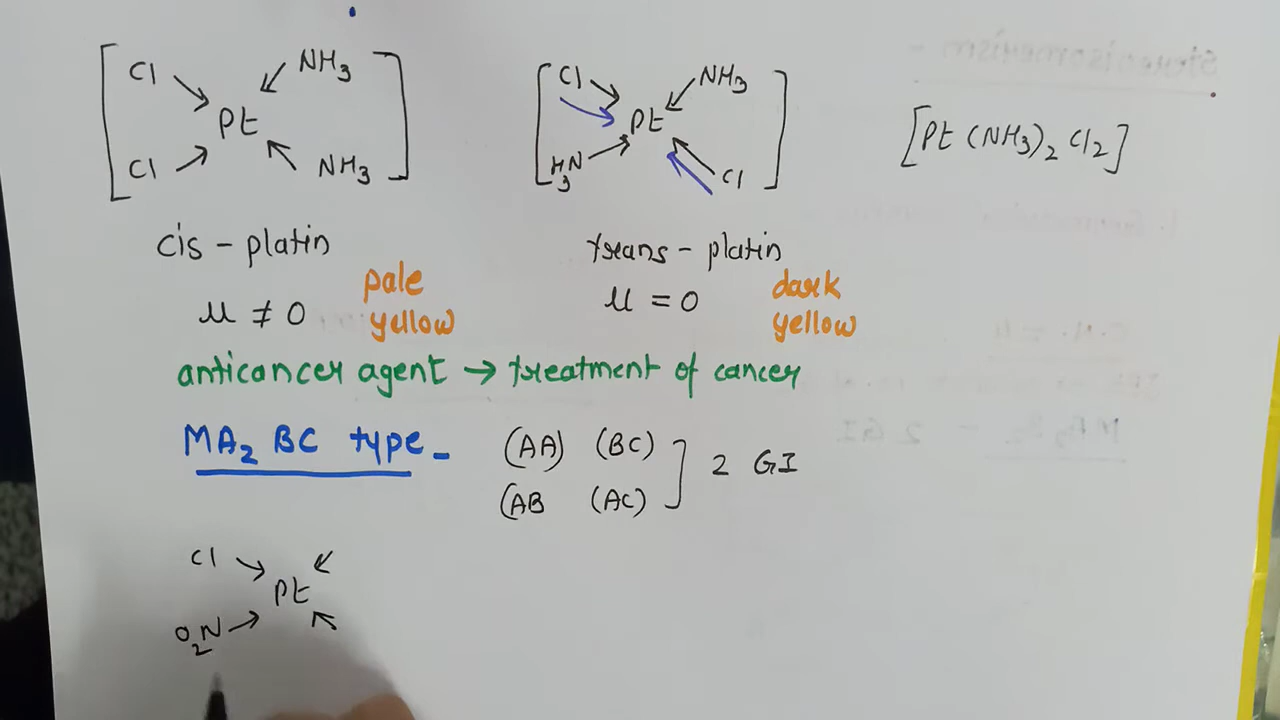 Cl NH3 Cl NH3
Pt Pt [Pt (NH3)2 Cl2]
Cl NH3 H3N Cl
cis - platin trans - platin
μ ≠ 0 pale yellow μ = 0 dark yellow
anticancer agent → treatment of cancer
MA2 BC type - (AA) (BC) ] 2 GI
(AB (AC)
Cl
Pt
O2N